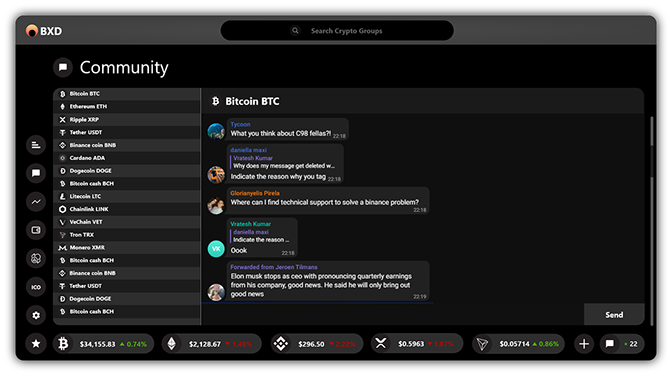 BXD
Search Crypto Groups
Community
Bitcoin BTC
Ethereum ETH
Ripple XRP
Tether USDT
Binance coin BNB
Cardano ADA
Dogecoin DOGE
Bitcoin cash BCH
Litecoin LTC
Chainlink LINK
VeChain VET
Tron TRX
Monero XMR
Bitcoin cash BCH
Binance coin BNB
Tether USDT
Dogecoin DOGE
Bitcoin cash BCH
ICO
Bitcoin BTC
Tycoon
What you think about C98 fellas?!
22:18
daniella maxi
Vratesh Kumar
Why does my message get deleted w...
Indicate the reason why you tag
22:18
Glorianyelis Pirela
Where can I find technical support to solve a binance problem?
22:18
VK
Vratesh Kumar
daniella maxi
Indicate the reason ...
Oook
22:18
Forwarded from Jeroen Tilmans
Elon musk stops as ceo with pronouncing quarterly earnings
from his company, good news. He said he will only bring out
good news
22:19
Send
$34,155.83 ▲ 0.74%
$2,128.67 ▼ 1.45%
$296.50 ▼ 2.22%
$0.5963 ▼ 1.87%
$0.05714 ▲ 0.86%
< 22